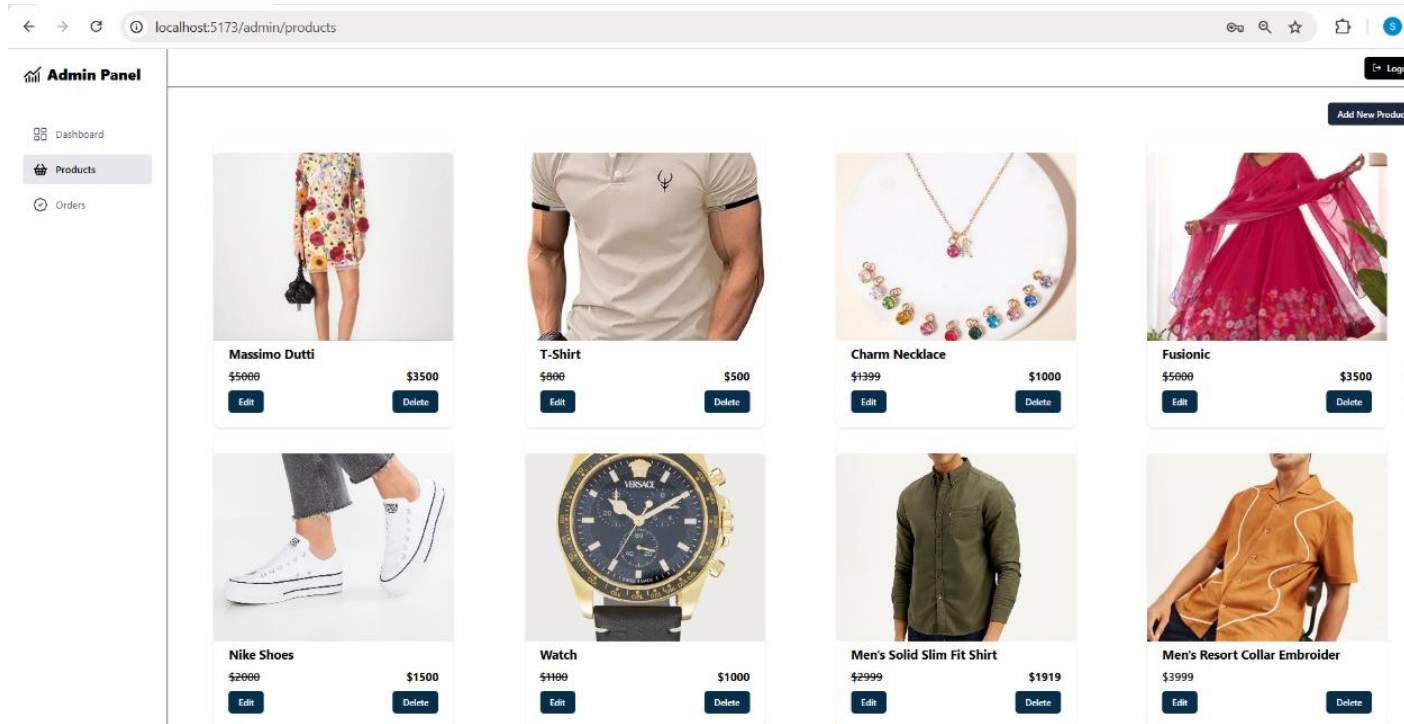 localhost:5173/admin/products
S
Admin Panel
Dashboard
Products
Orders
Add New
Massimo Dutti
$5000 $3500
Edit Delete
T-Shirt
$800 $500
Edit Delete
Charm Necklace
$1399 $1000
Edit Delete
Fusionic
$5000 $3500
Edit Delete
VERSACE
Nike Shoes
$2000 $1500
Edit Delete
Watch
$1100 $1000
Edit Delete
Men's Solid Slim Fit Shirt
$2999 $1919
Edit Delete
Men's Resort Collar Embroider
$3999
Edit Delete